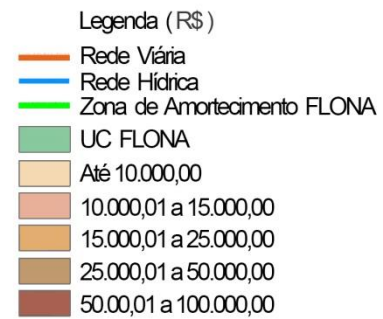 Legenda (R$)
Rede Viária
Rede Hídrica
Zona de Amortecimento FLONA
UC FLONA
Até 10.000,00
10.000,01 a 15.000,00
15.000,01 a 25.000,00
25.000,01 a 50.000,00
50.00,01 a 100.000,00